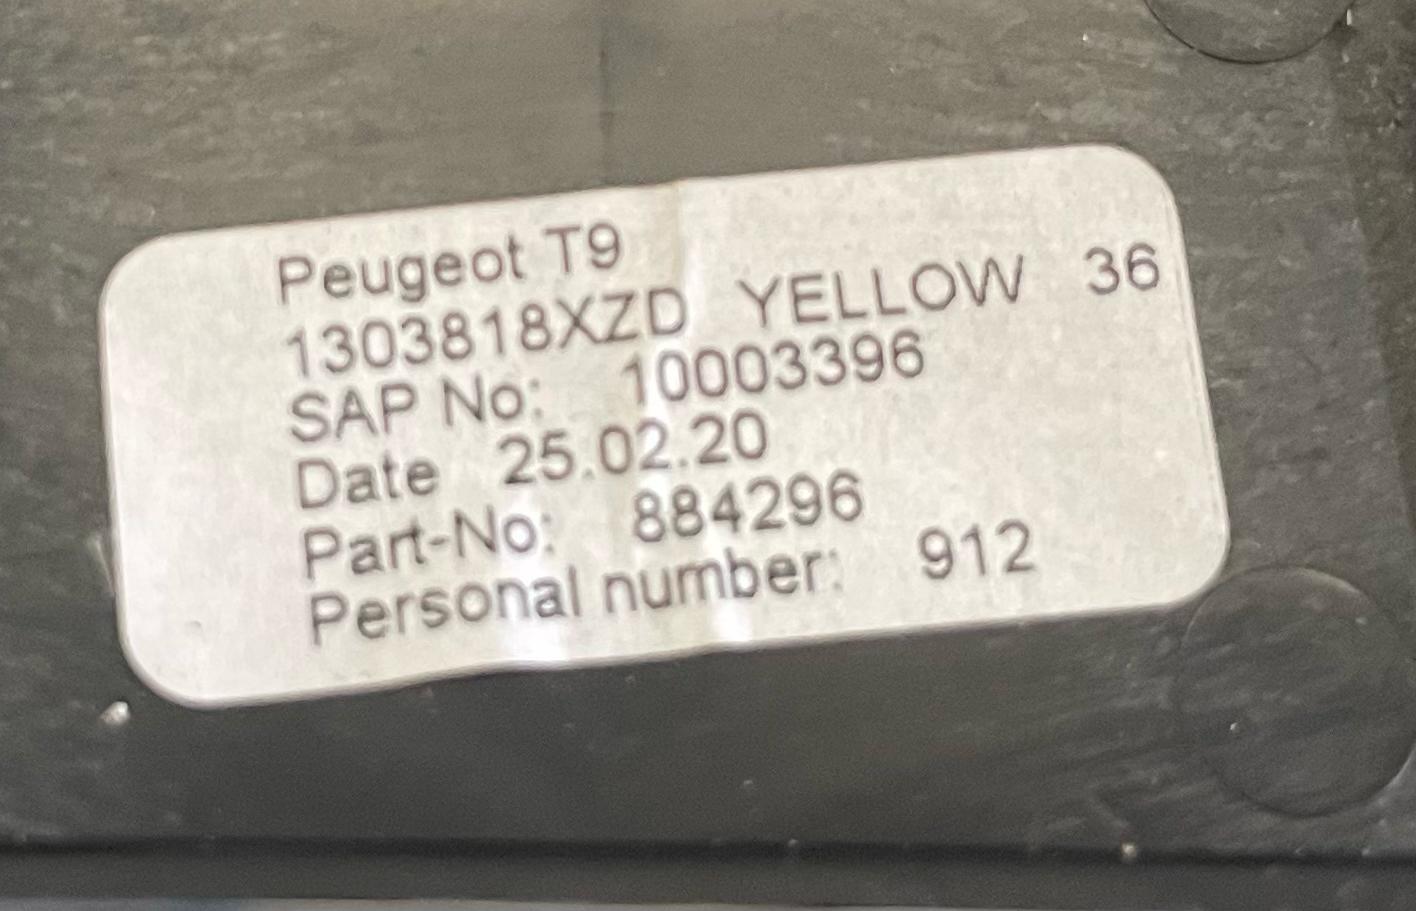 Peugeot T9
1303818XZD YELLOW 36
SAP No: 10003396
Date 25.02.20
Part-No: 884296
Personal number: 912